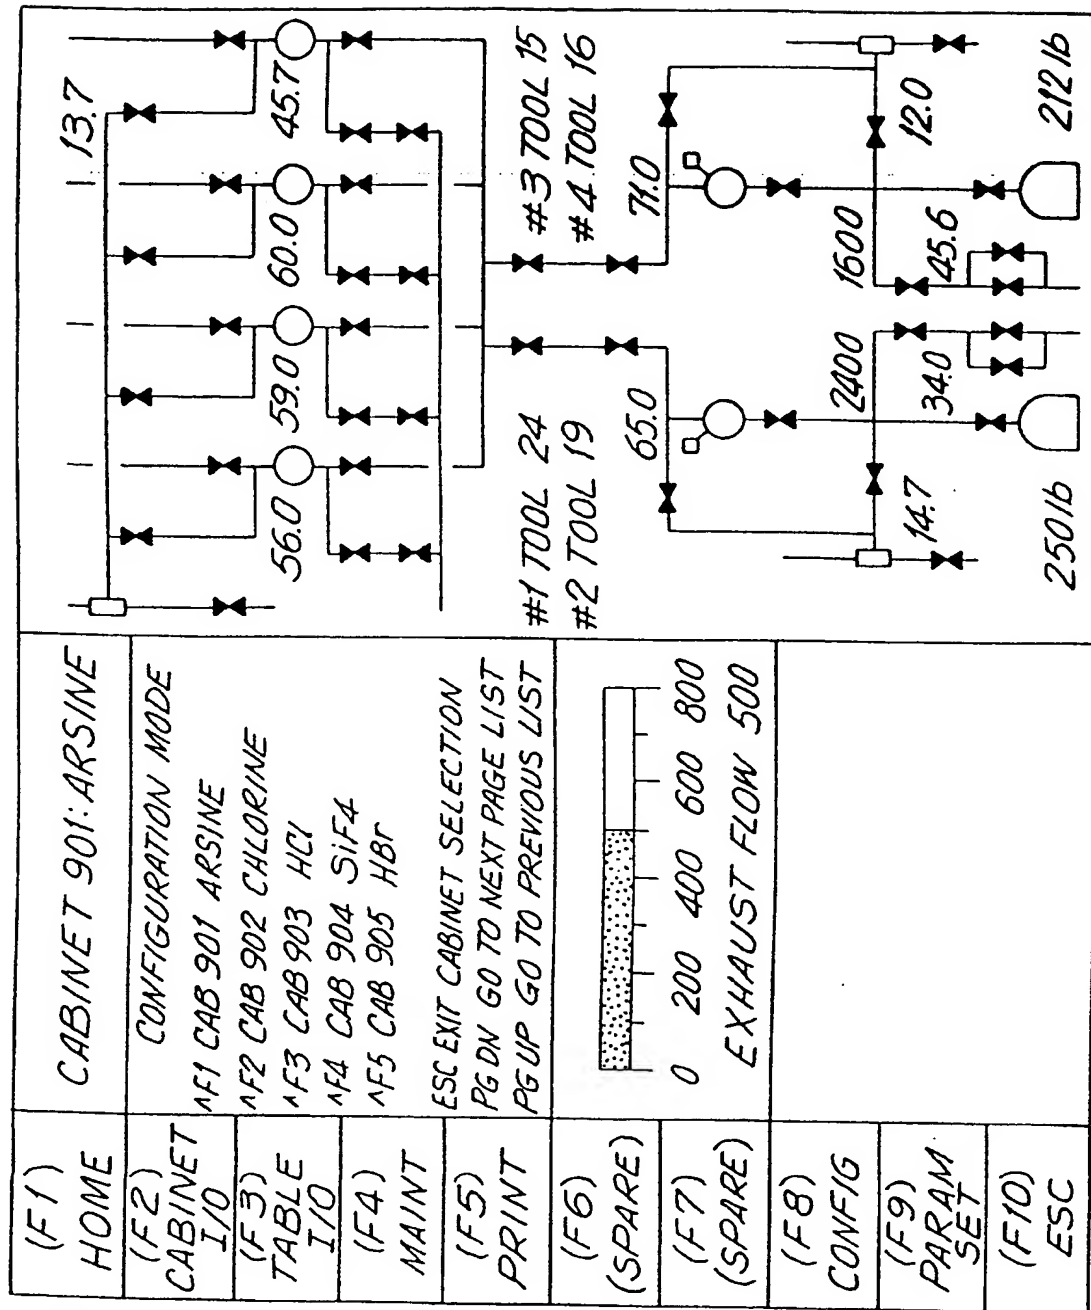 (F1)
HOME
(F2)
CABINET
I/O
(F3)
TABLE
I/O
(F4)
MAINT
(F5)
PRINT
(F6)
(SPARE)
(F7)
(SPARE)
(F8)
CONFIG
(F9)
PARAM
SET
(F10)
ESC
CABINET 901: ARSINE
CONFIGURATION MODE
^F1 CAB 901 ARSINE
^F2 CAB 902 CHLORINE
^F3 CAB 903 HCl
^F4 CAB 904 SiF4
^F5 CAB 905 HBr
ESC EXIT CABINET SELECTION
PG DN GO TO NEXT PAGE LIST
PG UP GO TO PREVIOUS LIST
0 200 400 600 800
EXHAUST FLOW 500
13.7
56.0 59.0 60.0 45.7
#1 TOOL 24
#2 TOOL 19
#3 TOOL 15
#4 TOOL 16
65.0 71.0
2400 1600
14.7 34.0 45.6 12.0
250 lb 212 lb